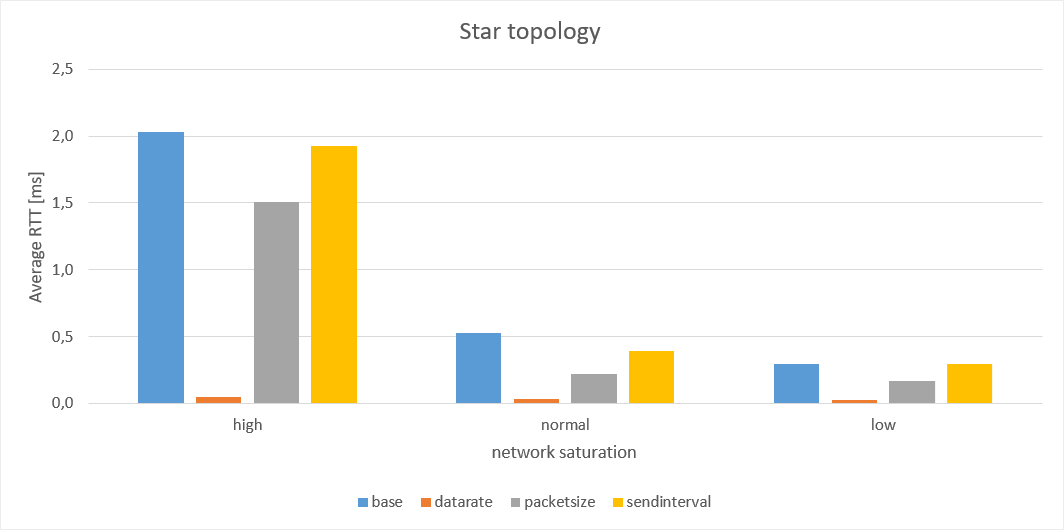 Star topology
2,5
2,0
1,5
1,0
0,5
0,0
Average RTT [ms]
high normal low
network saturation
base datarate packetsize sendinterval